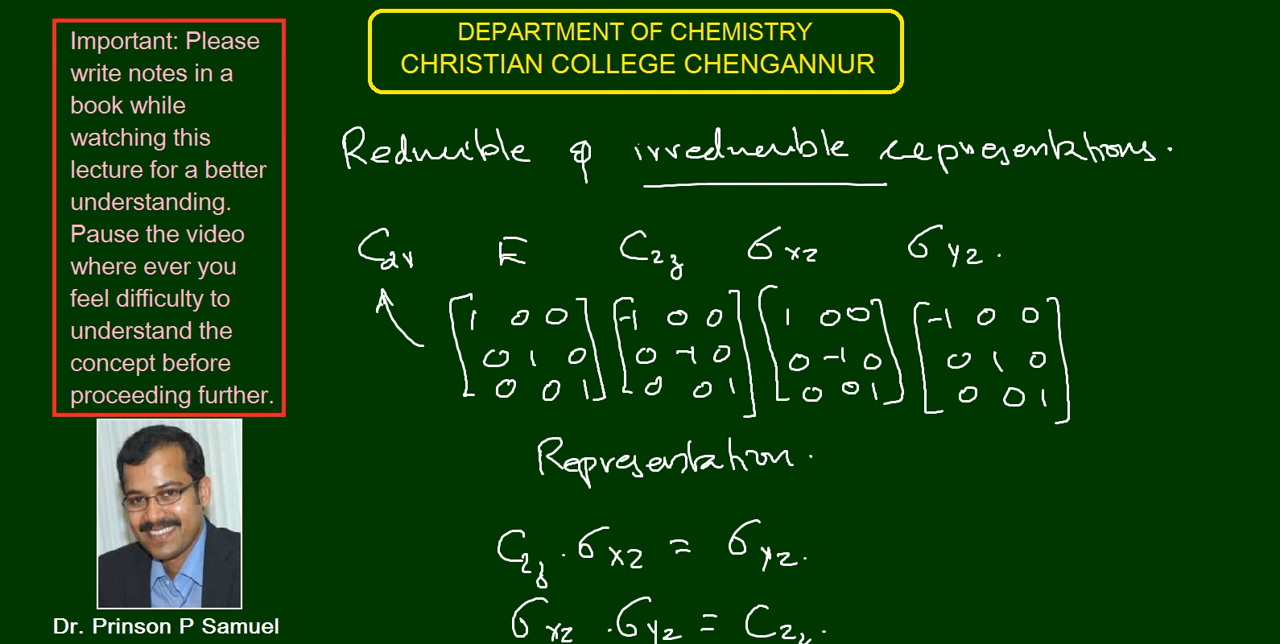 Important: Please
write notes in a
book while
watching this
lecture for a better
understanding.
Pause the video
where ever you
feel difficulty to
understand the
concept before
proceeding further.
Dr. Prinson P Samuel
DEPARTMENT OF CHEMISTRY
CHRISTIAN COLLEGE CHENGANNUR
Reducible & irreducible representations.
C2v E C2z σxz σyz.
[1 0 0] [-1 0 0] [1 0 0] [-1 0 0]
[0 1 0] [0 -1 0] [0 -1 0] [0 1 0]
[0 0 1] [0 0 1] [0 0 1] [0 0 1]
Representation.
C2z . σxz = σyz.
σxz . σyz = C2z.